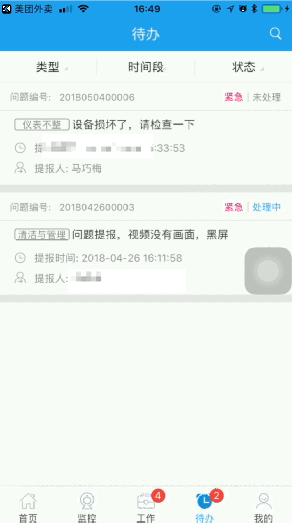 美团外卖 16:49
待办
类型 时间段 状态
问题编号: 2018050400006 紧急 | 未处理
仪表不整 设备损坏了，请检查一下
提 :33:53
提报人: 马巧梅
问题编号: 2018042600003 紧急 | 处理中
清洁与管理 问题提报，视频没有画面，黑屏
提报时间: 2018-04-26 16:11:58
提报人:
4 2
首页 监控 工作 待办 我的